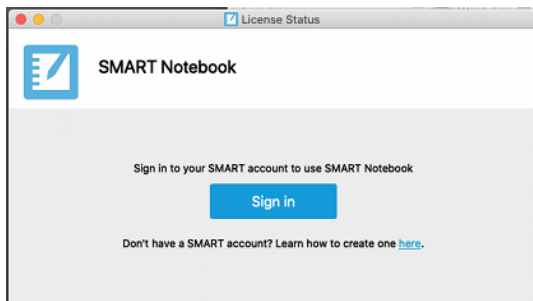 License Status
SMART Notebook
Sign in to your SMART account to use SMART Notebook
Sign in
Don't have a SMART account? Learn how to create one here.